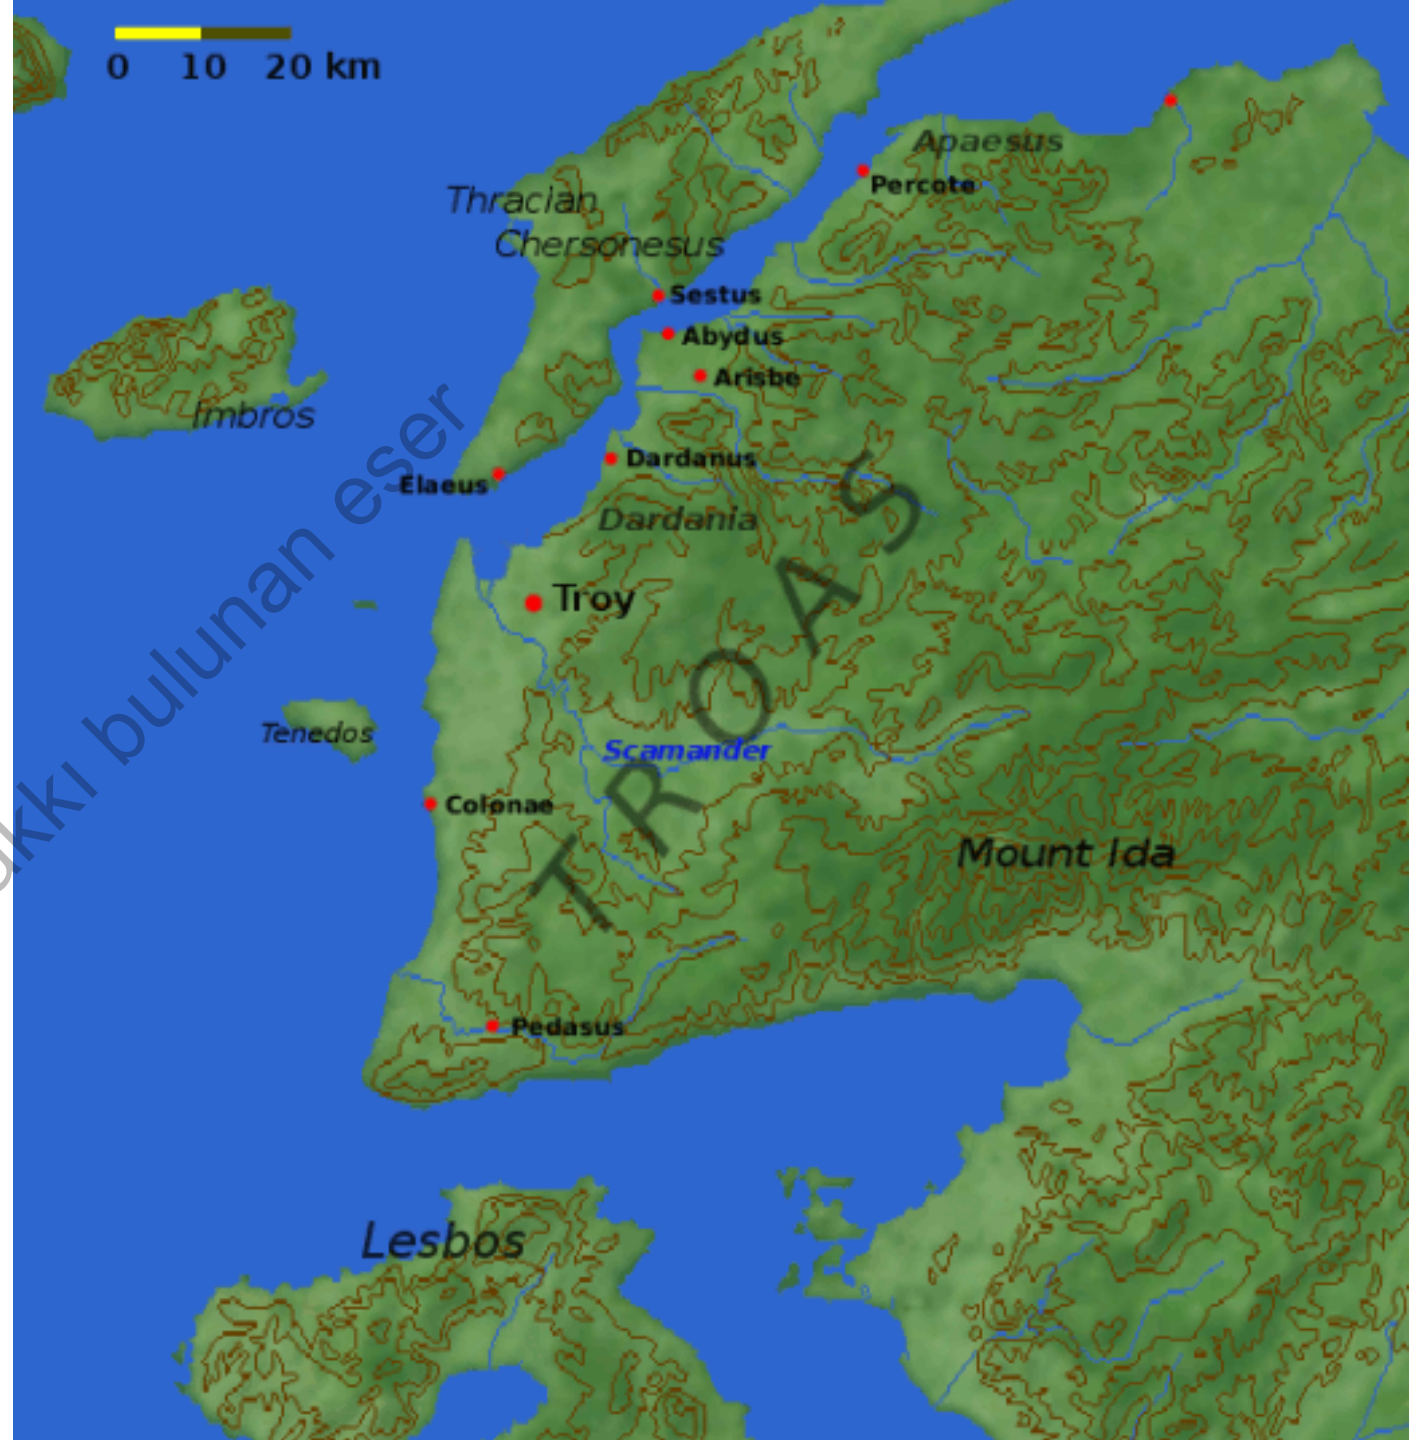 0 10 20 km
Apaesus
Percote
Thracian
Chersonesus
Sestus
Abydus
Arisbe
Imbros
Dardanus
Elaeus
Dardania
Troy
TROAS
Tenedos
Scamander
Colonae
Mount Ida
Pedasus
Lesbos
bulunan eser